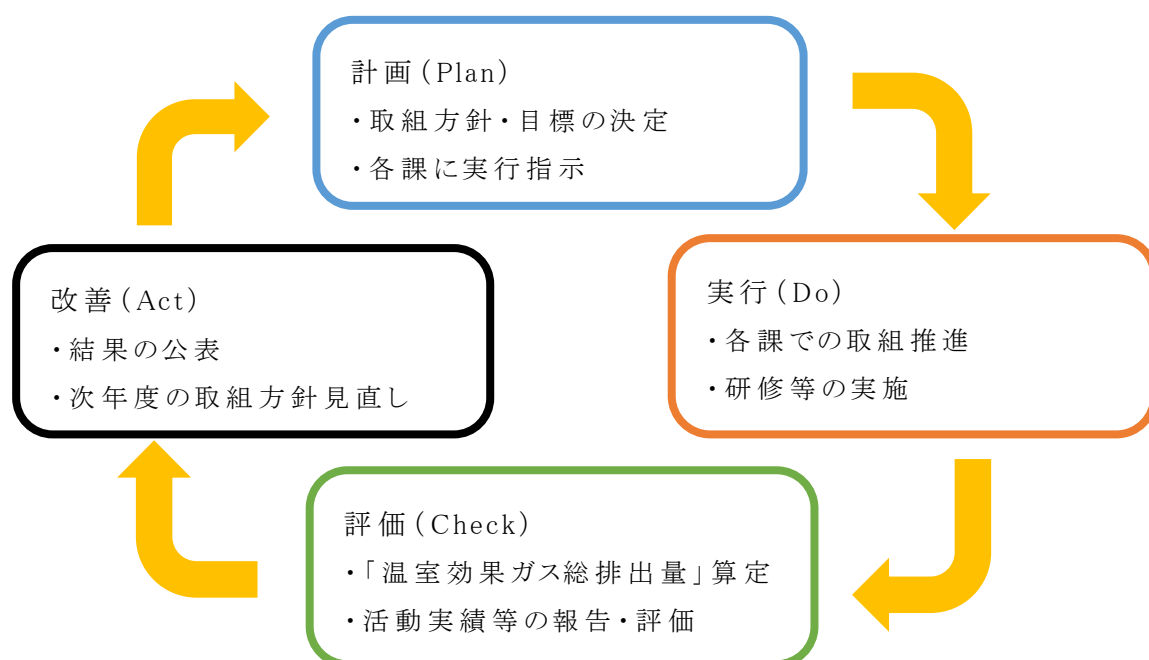 計画(Plan)
・取組方針・目標の決定
・各課に実行指示
実行(Do)
・各課での取組推進
・研修等の実施
評価(Check)
・「温室効果ガス総排出量」算定
・活動実績等の報告・評価
改善(Act)
・結果の公表
・次年度の取組方針見直し